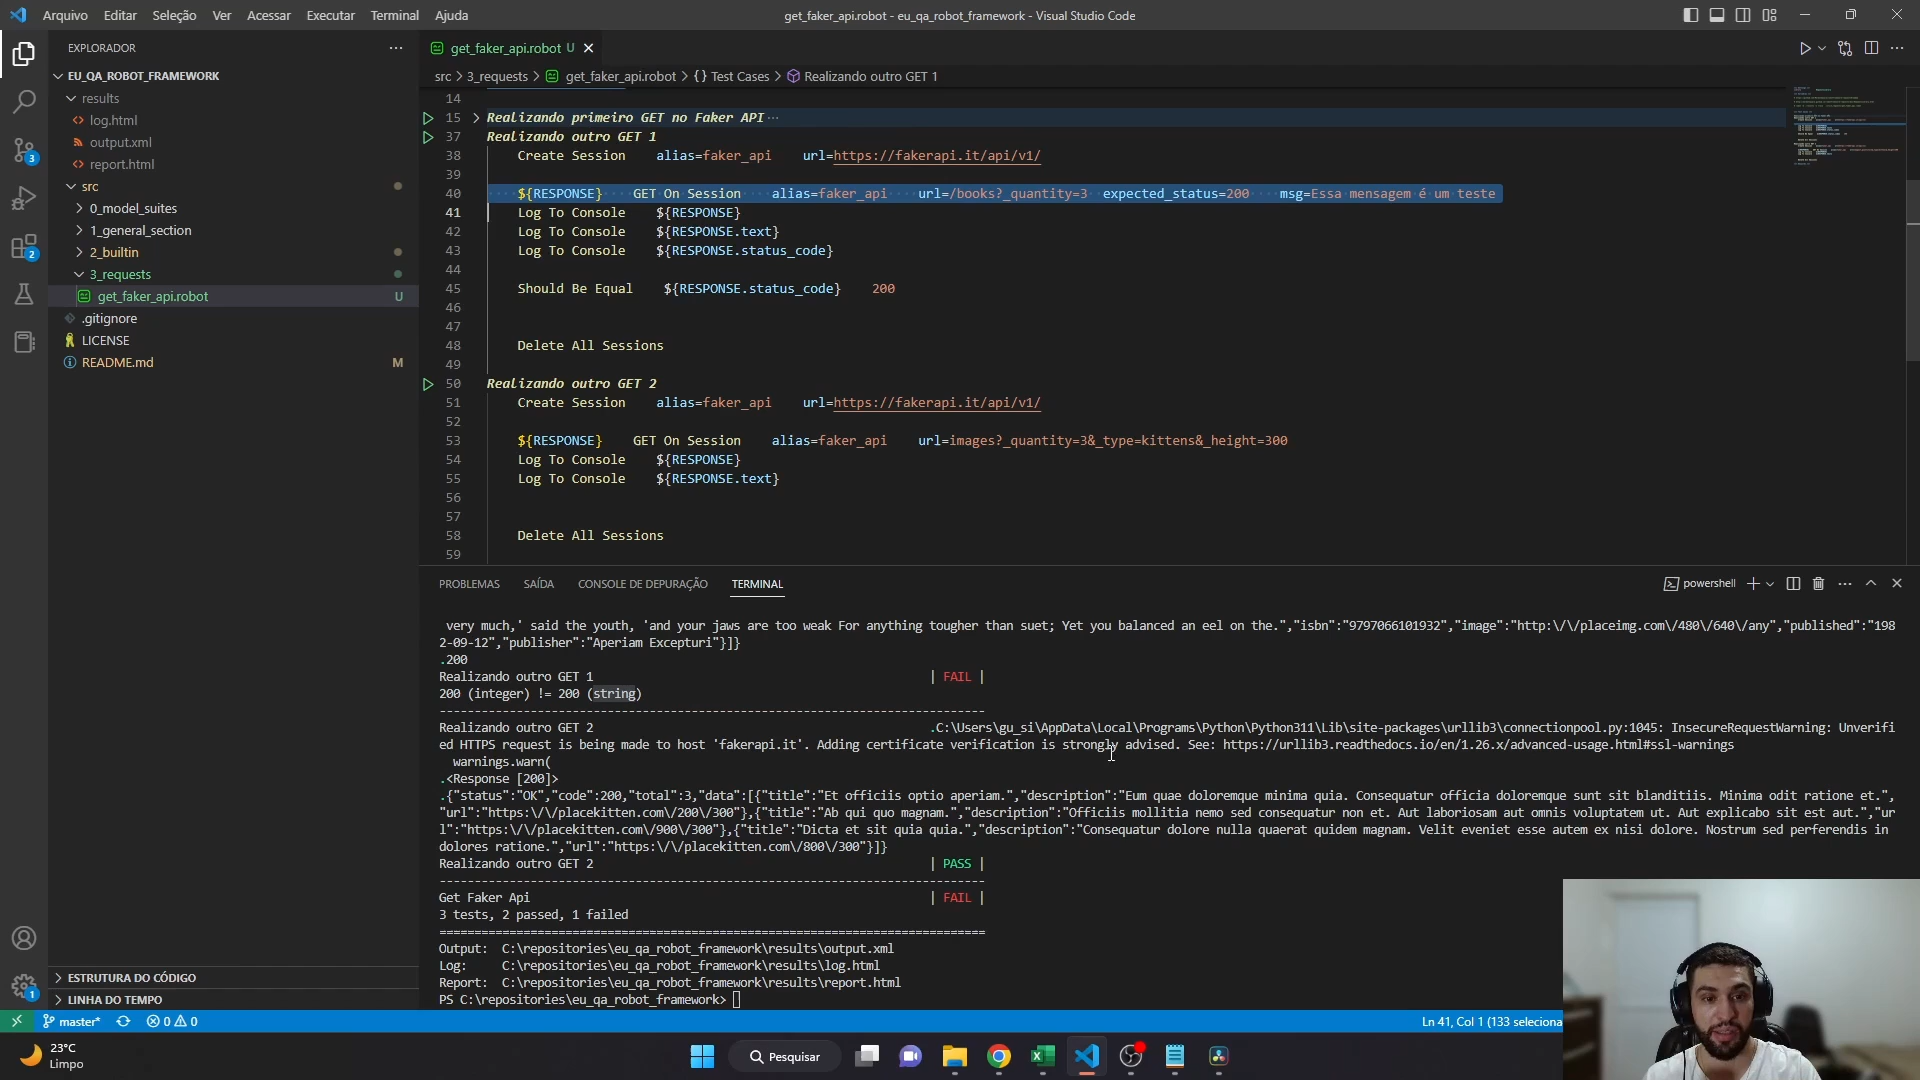 Arquivo Editar Seleção Ver Acessar Executar Terminal Ajuda
get_faker_api.robot - eu_qa_robot_framework - Visual Studio Code
EXPLORADOR
EU_QA_ROBOT_FRAMEWORK
results
log.html
output.xml
report.html
src
0_model_suites
1_general_section
2_builtin
3_requests
get_faker_api.robot U
.gitignore
LICENSE
README.md M
ESTRUTURA DO CÓDIGO
LINHA DO TEMPO
3
2
1
get_faker_api.robot U
src > 3_requests > get_faker_api.robot > {} Test Cases > Realizando outro GET 1
14
15 Realizando primeiro GET no Faker API ···
37 Realizando outro GET 1
38 Create Session alias=faker_api url=https://fakerapi.it/api/v1/
39
40 ${RESPONSE} GET On Session alias=faker_api url=/books?_quantity=3 expected_status=200 msg=Essa mensagem é um teste
41 Log To Console ${RESPONSE}
42 Log To Console ${RESPONSE.text}
43 Log To Console ${RESPONSE.status_code}
44
45 Should Be Equal ${RESPONSE.status_code} 200
46
47
48 Delete All Sessions
49
50 Realizando outro GET 2
51 Create Session alias=faker_api url=https://fakerapi.it/api/v1/
52
53 ${RESPONSE} GET On Session alias=faker_api url=images?_quantity=3&_type=kittens&_height=300
54 Log To Console ${RESPONSE}
55 Log To Console ${RESPONSE.text}
56
57
58 Delete All Sessions
59
PROBLEMAS SAÍDA CONSOLE DE DEPURAÇÃO TERMINAL
powershell
very much,' said the youth, 'and your jaws are too weak For anything tougher than suet; Yet you balanced an eel on the.","isbn":"9797066101932","image":"http:\/\/placeimg.com\/480\/640\/any","published":"198
2-09-12","publisher":"Aperiam Excepturi"}]}
.200
Realizando outro GET 1 | FAIL |
200 (integer) != 200 (string)
------------------------------------------------------------------------------
Realizando outro GET 2 .C:\Users\gu_si\AppData\Local\Programs\Python\Python311\Lib\site-packages\urllib3\connectionpool.py:1045: InsecureRequestWarning: Unverifi
ed HTTPS request is being made to host 'fakerapi.it'. Adding certificate verification is strongly advised. See: https://urllib3.readthedocs.io/en/1.26.x/advanced-usage.html#ssl-warnings
warnings.warn(
.<Response [200]>
.{"status":"OK","code":200,"total":3,"data":[{"title":"Et officiis optio aperiam.","description":"Eum quae doloremque minima quia. Consequatur officia doloremque sunt sit blanditiis. Minima odit ratione et.",
"url":"https:\/\/placekitten.com\/200\/300"},{"title":"Ab qui quo magnam.","description":"Officiis mollitia nemo sed consequatur non et. Aut laboriosam aut omnis voluptatem ut. Aut explicabo sit est aut.","ur
l":"https:\/\/placekitten.com\/900\/300"},{"title":"Dicta et sit quia quia.","description":"Consequatur dolore nulla quaerat quidem magnam. Velit eveniet esse autem ex nisi dolore. Nostrum sed perferendis in
dolores ratione.","url":"https:\/\/placekitten.com\/800\/300"}]}
Realizando outro GET 2 | PASS |
------------------------------------------------------------------------------
Get Faker Api | FAIL |
3 tests, 2 passed, 1 failed
==============================================================================
Output: C:\repositories\eu_qa_robot_framework\results\output.xml
Log: C:\repositories\eu_qa_robot_framework\results\log.html
Report: C:\repositories\eu_qa_robot_framework\results\report.html
PS C:\repositories\eu_qa_robot_framework>
master* 0 0
Ln 41, Col 1 (133 seleciona
23°C
Limpo
Pesquisar